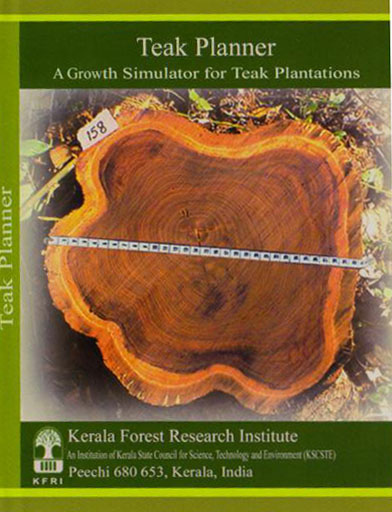 Teak Planner
A Growth Simulator for Teak Plantations
158
Teak Planner
Kerala Forest Research Institute
An Institution of Kerala State Council for Science, Technology and Environment (KSCSTE)
Peechi 680 653, Kerala, India
KFRI